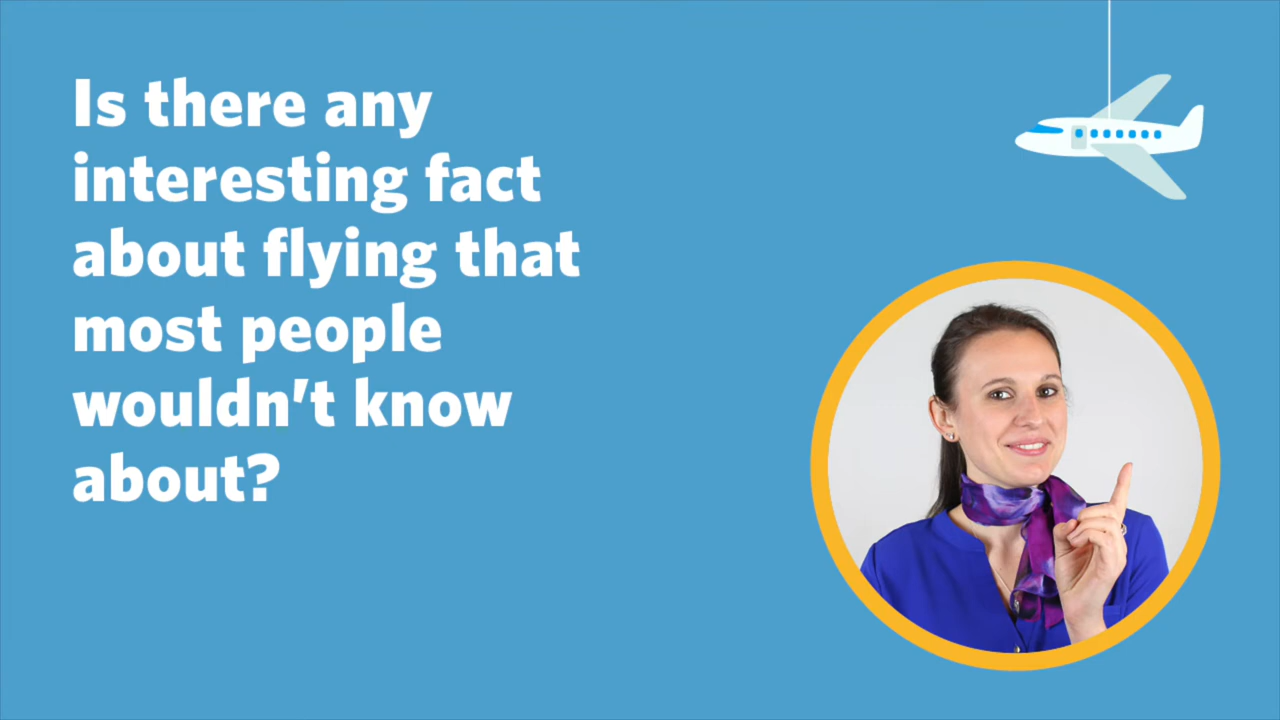 Is there any
interesting fact
about flying that
most people
wouldn't know
about?